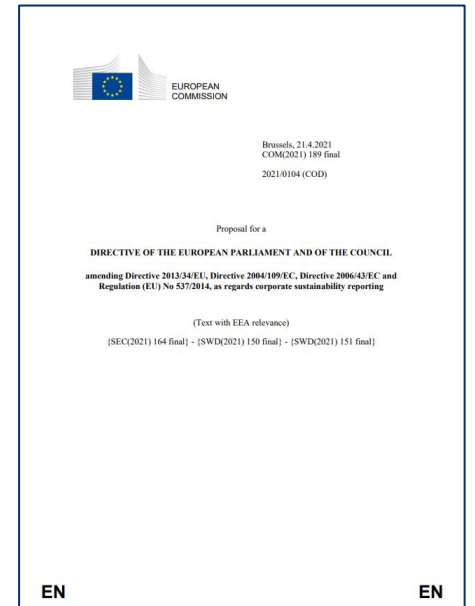 EUROPEAN
COMMISSION
Brussels, 21.4.2021
COM(2021) 189 final
2021/0104 (COD)
Proposal for a
DIRECTIVE OF THE EUROPEAN PARLIAMENT AND OF THE COUNCIL
amending Directive 2013/34/EU, Directive 2004/109/EC, Directive 2006/43/EC and
Regulation (EU) No 537/2014, as regards corporate sustainability reporting
(Text with EEA relevance)
{SEC(2021) 164 final} - {SWD(2021) 150 final} - {SWD(2021) 151 final}
EN EN